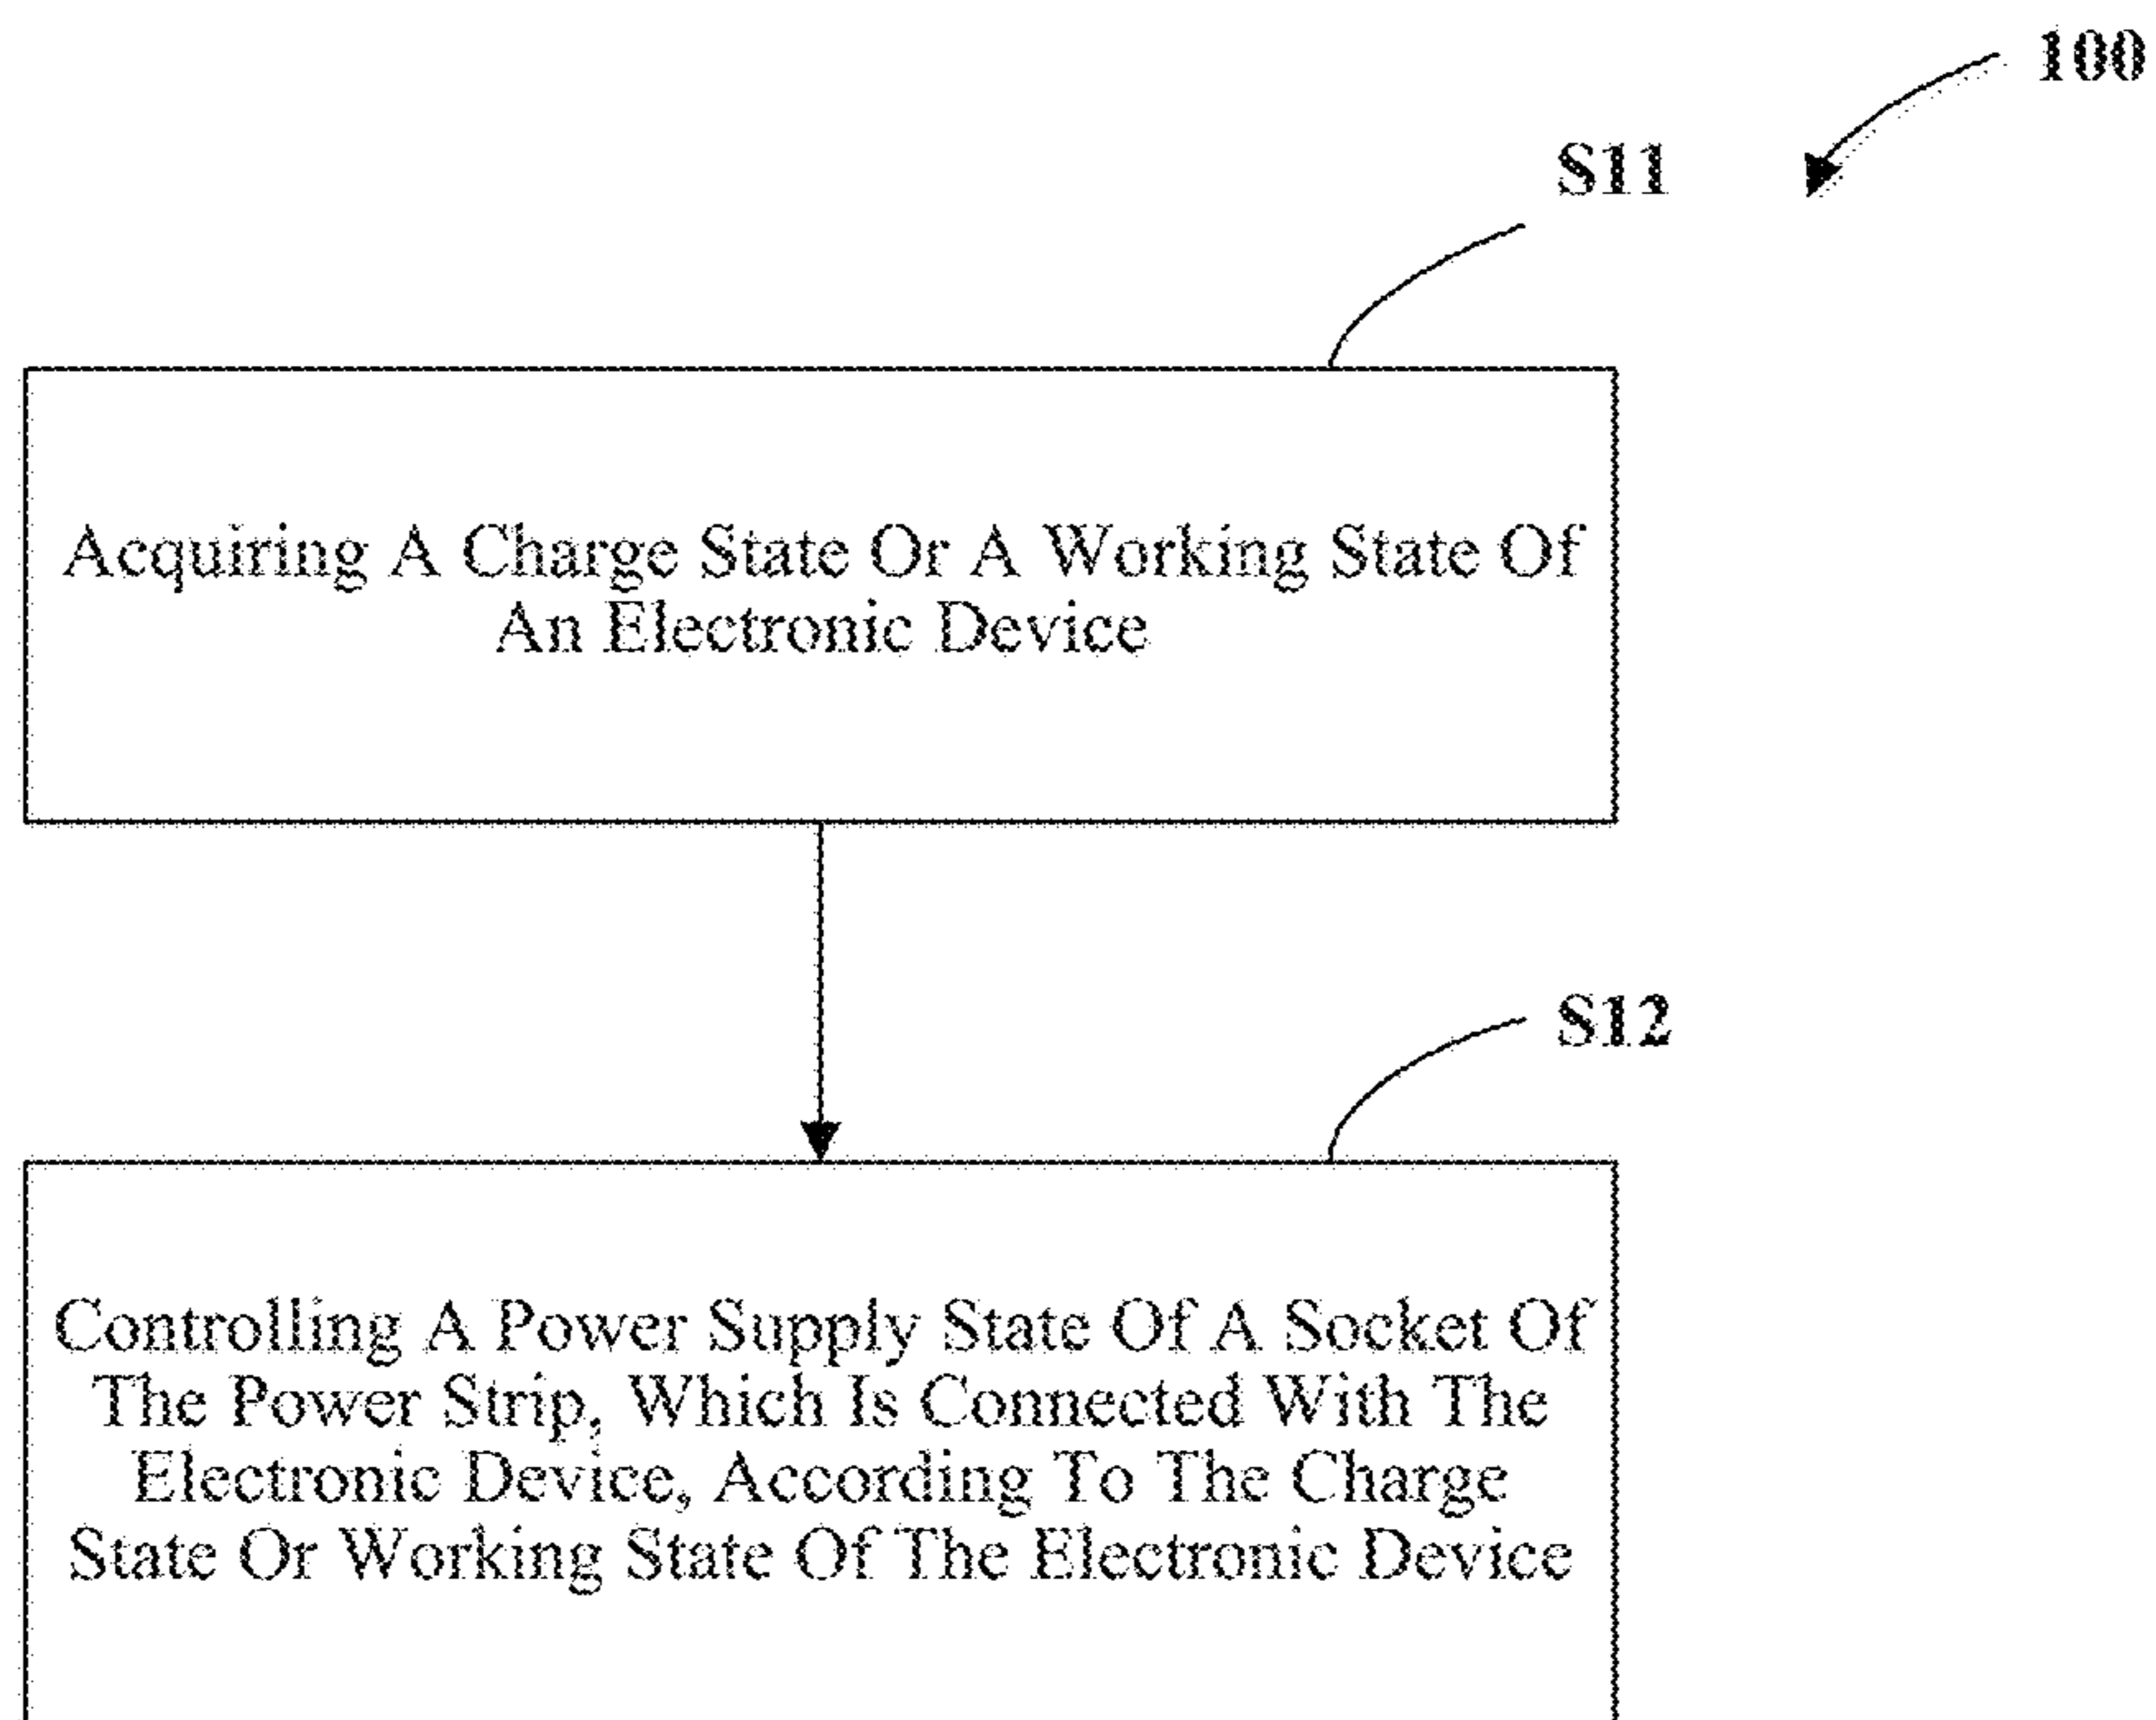 100
S11
Acquiring A Charge State Or A Working State Of
An Electronic Device
S12
Controlling A Power Supply State Of A Socket Of
The Power Strip, Which Is Connected With The
Electronic Device, According To The Charge
State Or Working State Of The Electronic Device